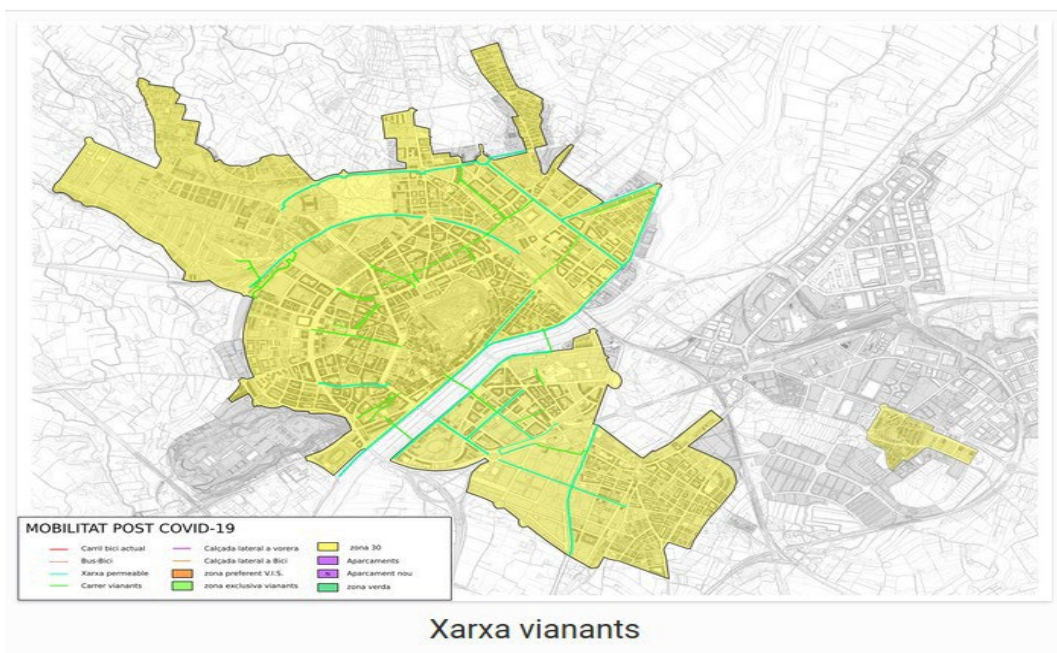 MOBILITAT POST COVID-19
Carril bici actual
Bus-Bici
Xarxa permeable
Carrer vianants
Calçada lateral a vorera
Calçada lateral a Bici
zona preferent V.I.S.
zona exclusiva vianants
zona 30
Aparcaments
N Aparcament nou
zona verda
Xarxa vianants